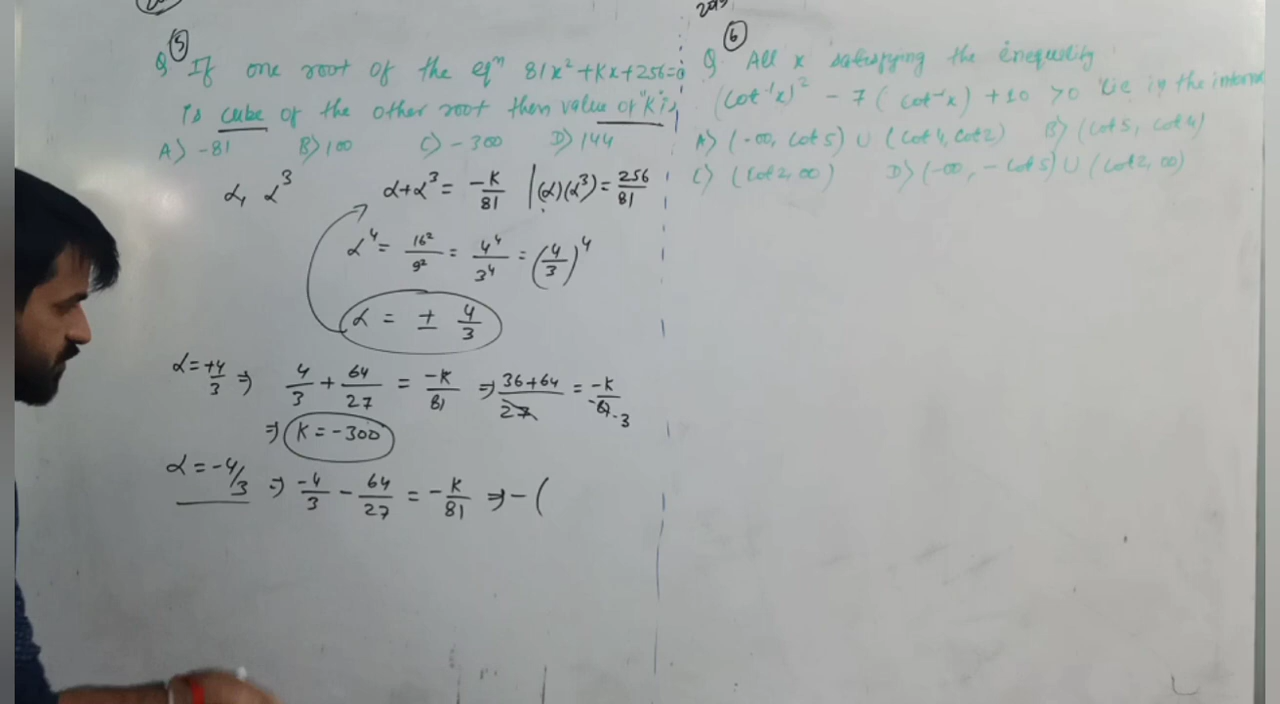 ⑤
Q If one root of the eqⁿ 81x² + Kx + 256 = 0
is cube of the other root then value of "K" is,
A) -81 B) 100 C) -300 D) 144
α, α³ α+α³ = -K/81 | (α)(α³) = 256/81
α⁴ = 16²/9² = 4⁴/3⁴ = (4/3)⁴
α = ± 4/3
α = +4/3 ⇒ 4/3 + 64/27 = -K/81 ⇒ 36+64/27 = -K/ 3
⇒ K = -300
α = -4/3 ⇒ -4/3 - 64/27 = -K/81 ⇒ - (
2019
⑥
Q All x satisfying the inequality
(cot⁻¹x)² - 7 (cot⁻¹x) + 10 > 0 lie in the
A) (-∞, cot 5) ∪ (cot 4, cot 2) B) (cot 5, cot 4)
C) (cot 2, ∞) D) (-∞, -cot 5) ∪ (cot 2, ∞)